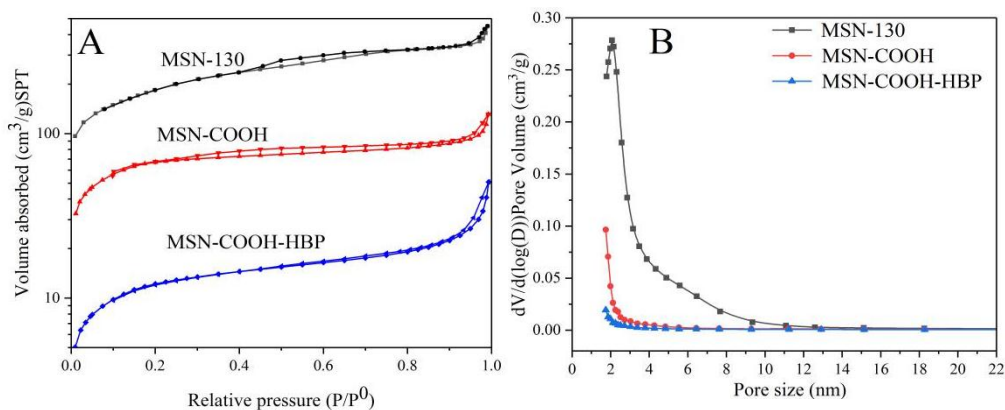 A
MSN-130
MSN-COOH
MSN-COOH-HBP
100
10
Volume absorbed (cm³/g)SPT
0.0 0.2 0.4 0.6 0.8 1.0
Relative pressure (P/P⁰)
B
MSN-130
MSN-COOH
MSN-COOH-HBP
0.30
0.25
0.20
0.15
0.10
0.05
0.00
dV/d(log(D))Pore Volume (cm³/g)
0 2 4 6 8 10 12 14 16 18 20 22
Pore size (nm)